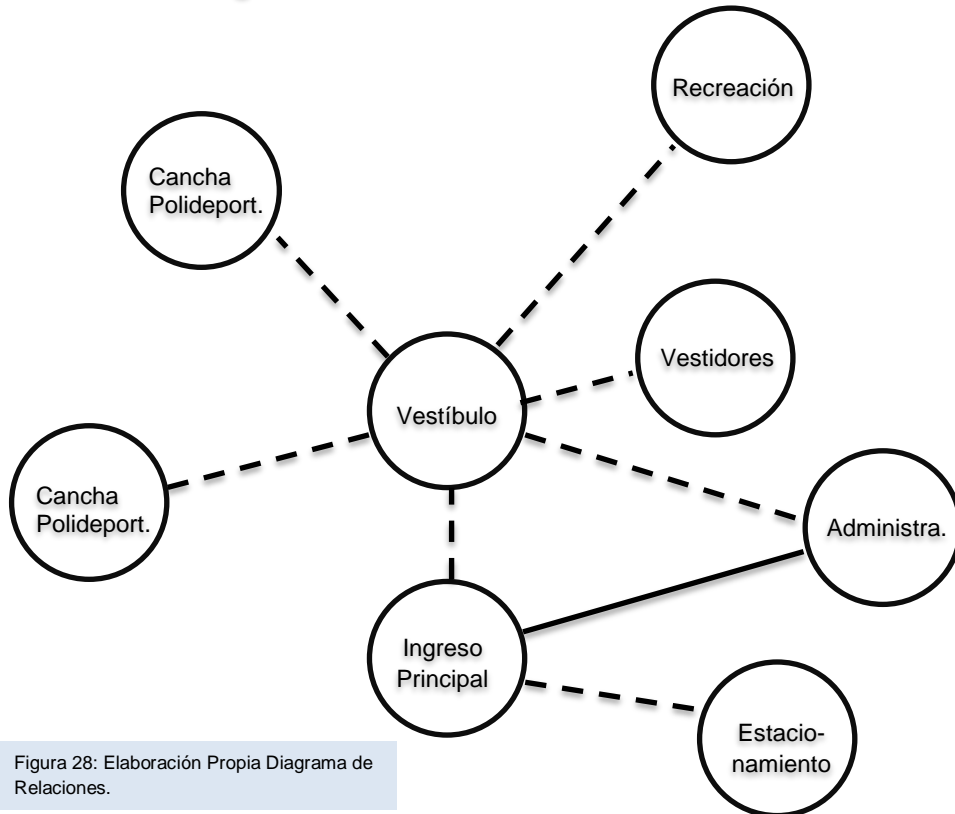 Recreación
Cancha
Polideport.
Vestidores
Vestíbulo
Cancha
Polideport.
Administra.
Ingreso
Principal
Estacio-
namiento
Figura 28: Elaboración Propia Diagrama de
Relaciones.